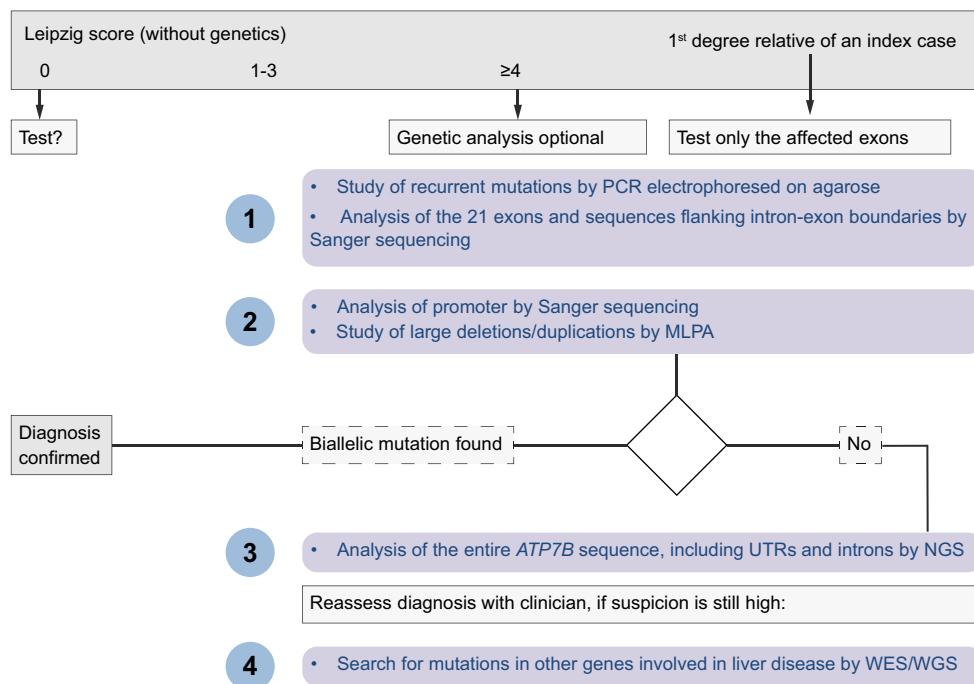 Leipzig score (without genetics)
1st degree relative of an index case
0 1-3 ≥4
Test? Genetic analysis optional Test only the affected exons
1
• Study of recurrent mutations by PCR electrophoresed on agarose
• Analysis of the 21 exons and sequences flanking intron-exon boundaries by
Sanger sequencing
2
• Analysis of promoter by Sanger sequencing
• Study of large deletions/duplications by MLPA
Diagnosis
confirmed
Biallelic mutation found
No
3
• Analysis of the entire ATP7B sequence, including UTRs and introns by NGS
Reassess diagnosis with clinician, if suspicion is still high:
4
• Search for mutations in other genes involved in liver disease by WES/WGS